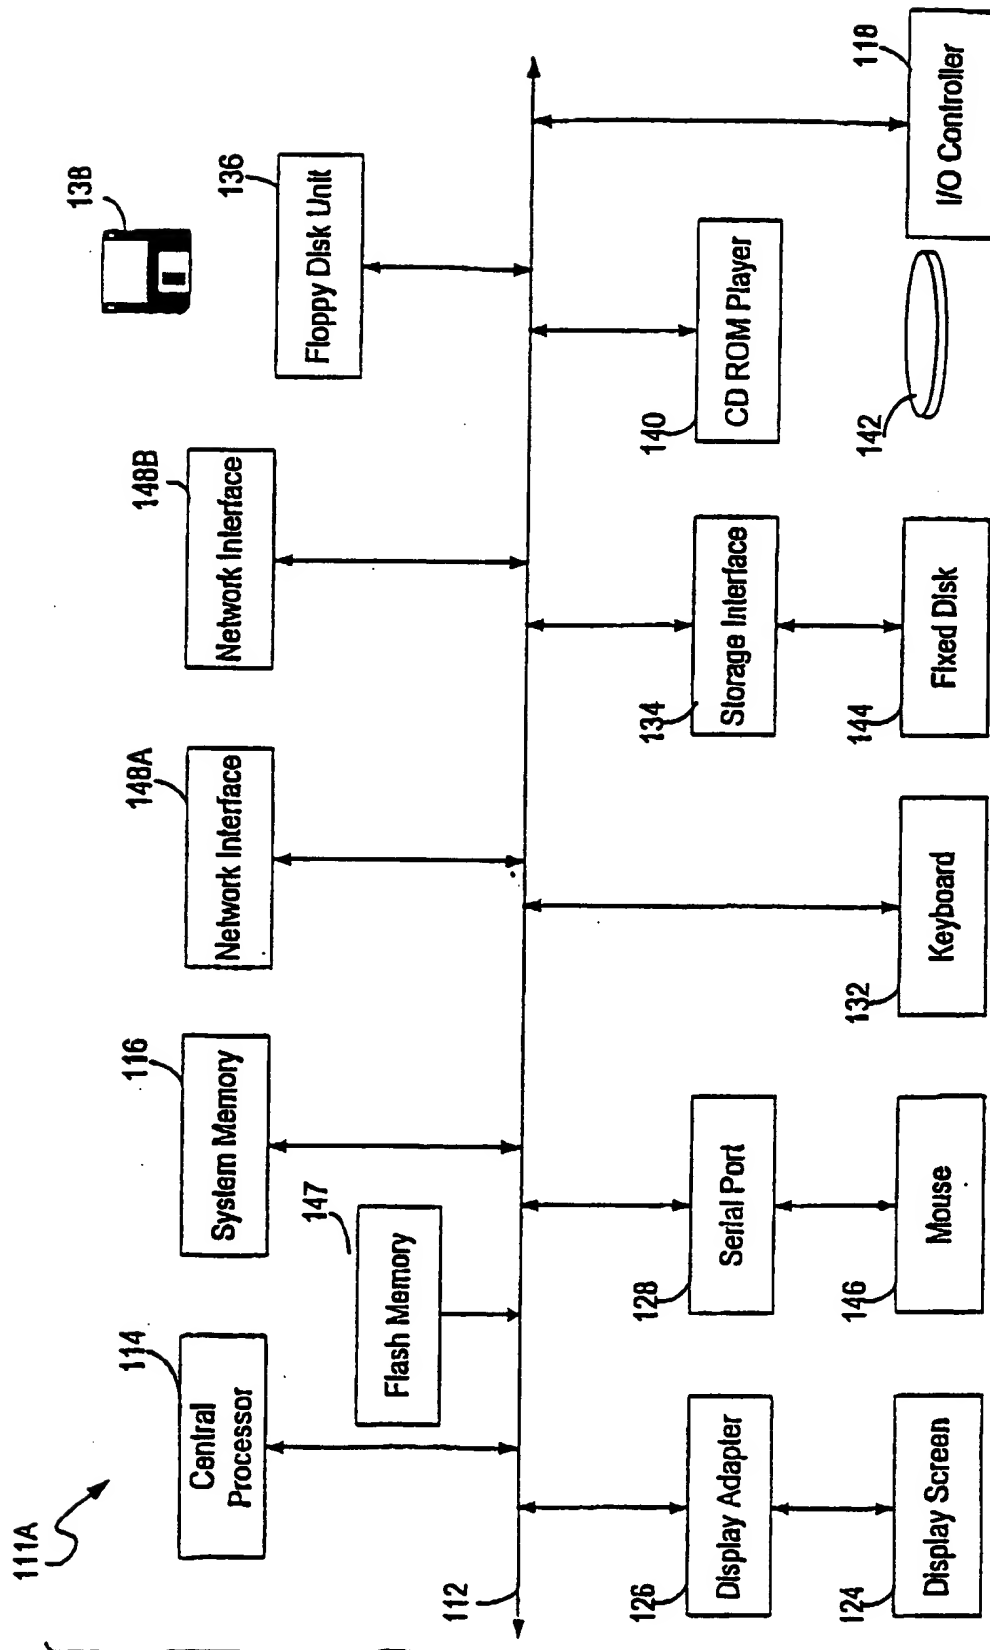 111A
114
Central
Processor
116
System Memory
148A
Network Interface
148B
Network Interface
138
136
Floppy Disk Unit
147
Flash Memory
112
126
Display Adapter
128
Serial Port
134
Storage Interface
140
CD ROM Player
118
I/O Controller
124
Display Screen
146
Mouse
132
Keyboard
144
Fixed Disk
142